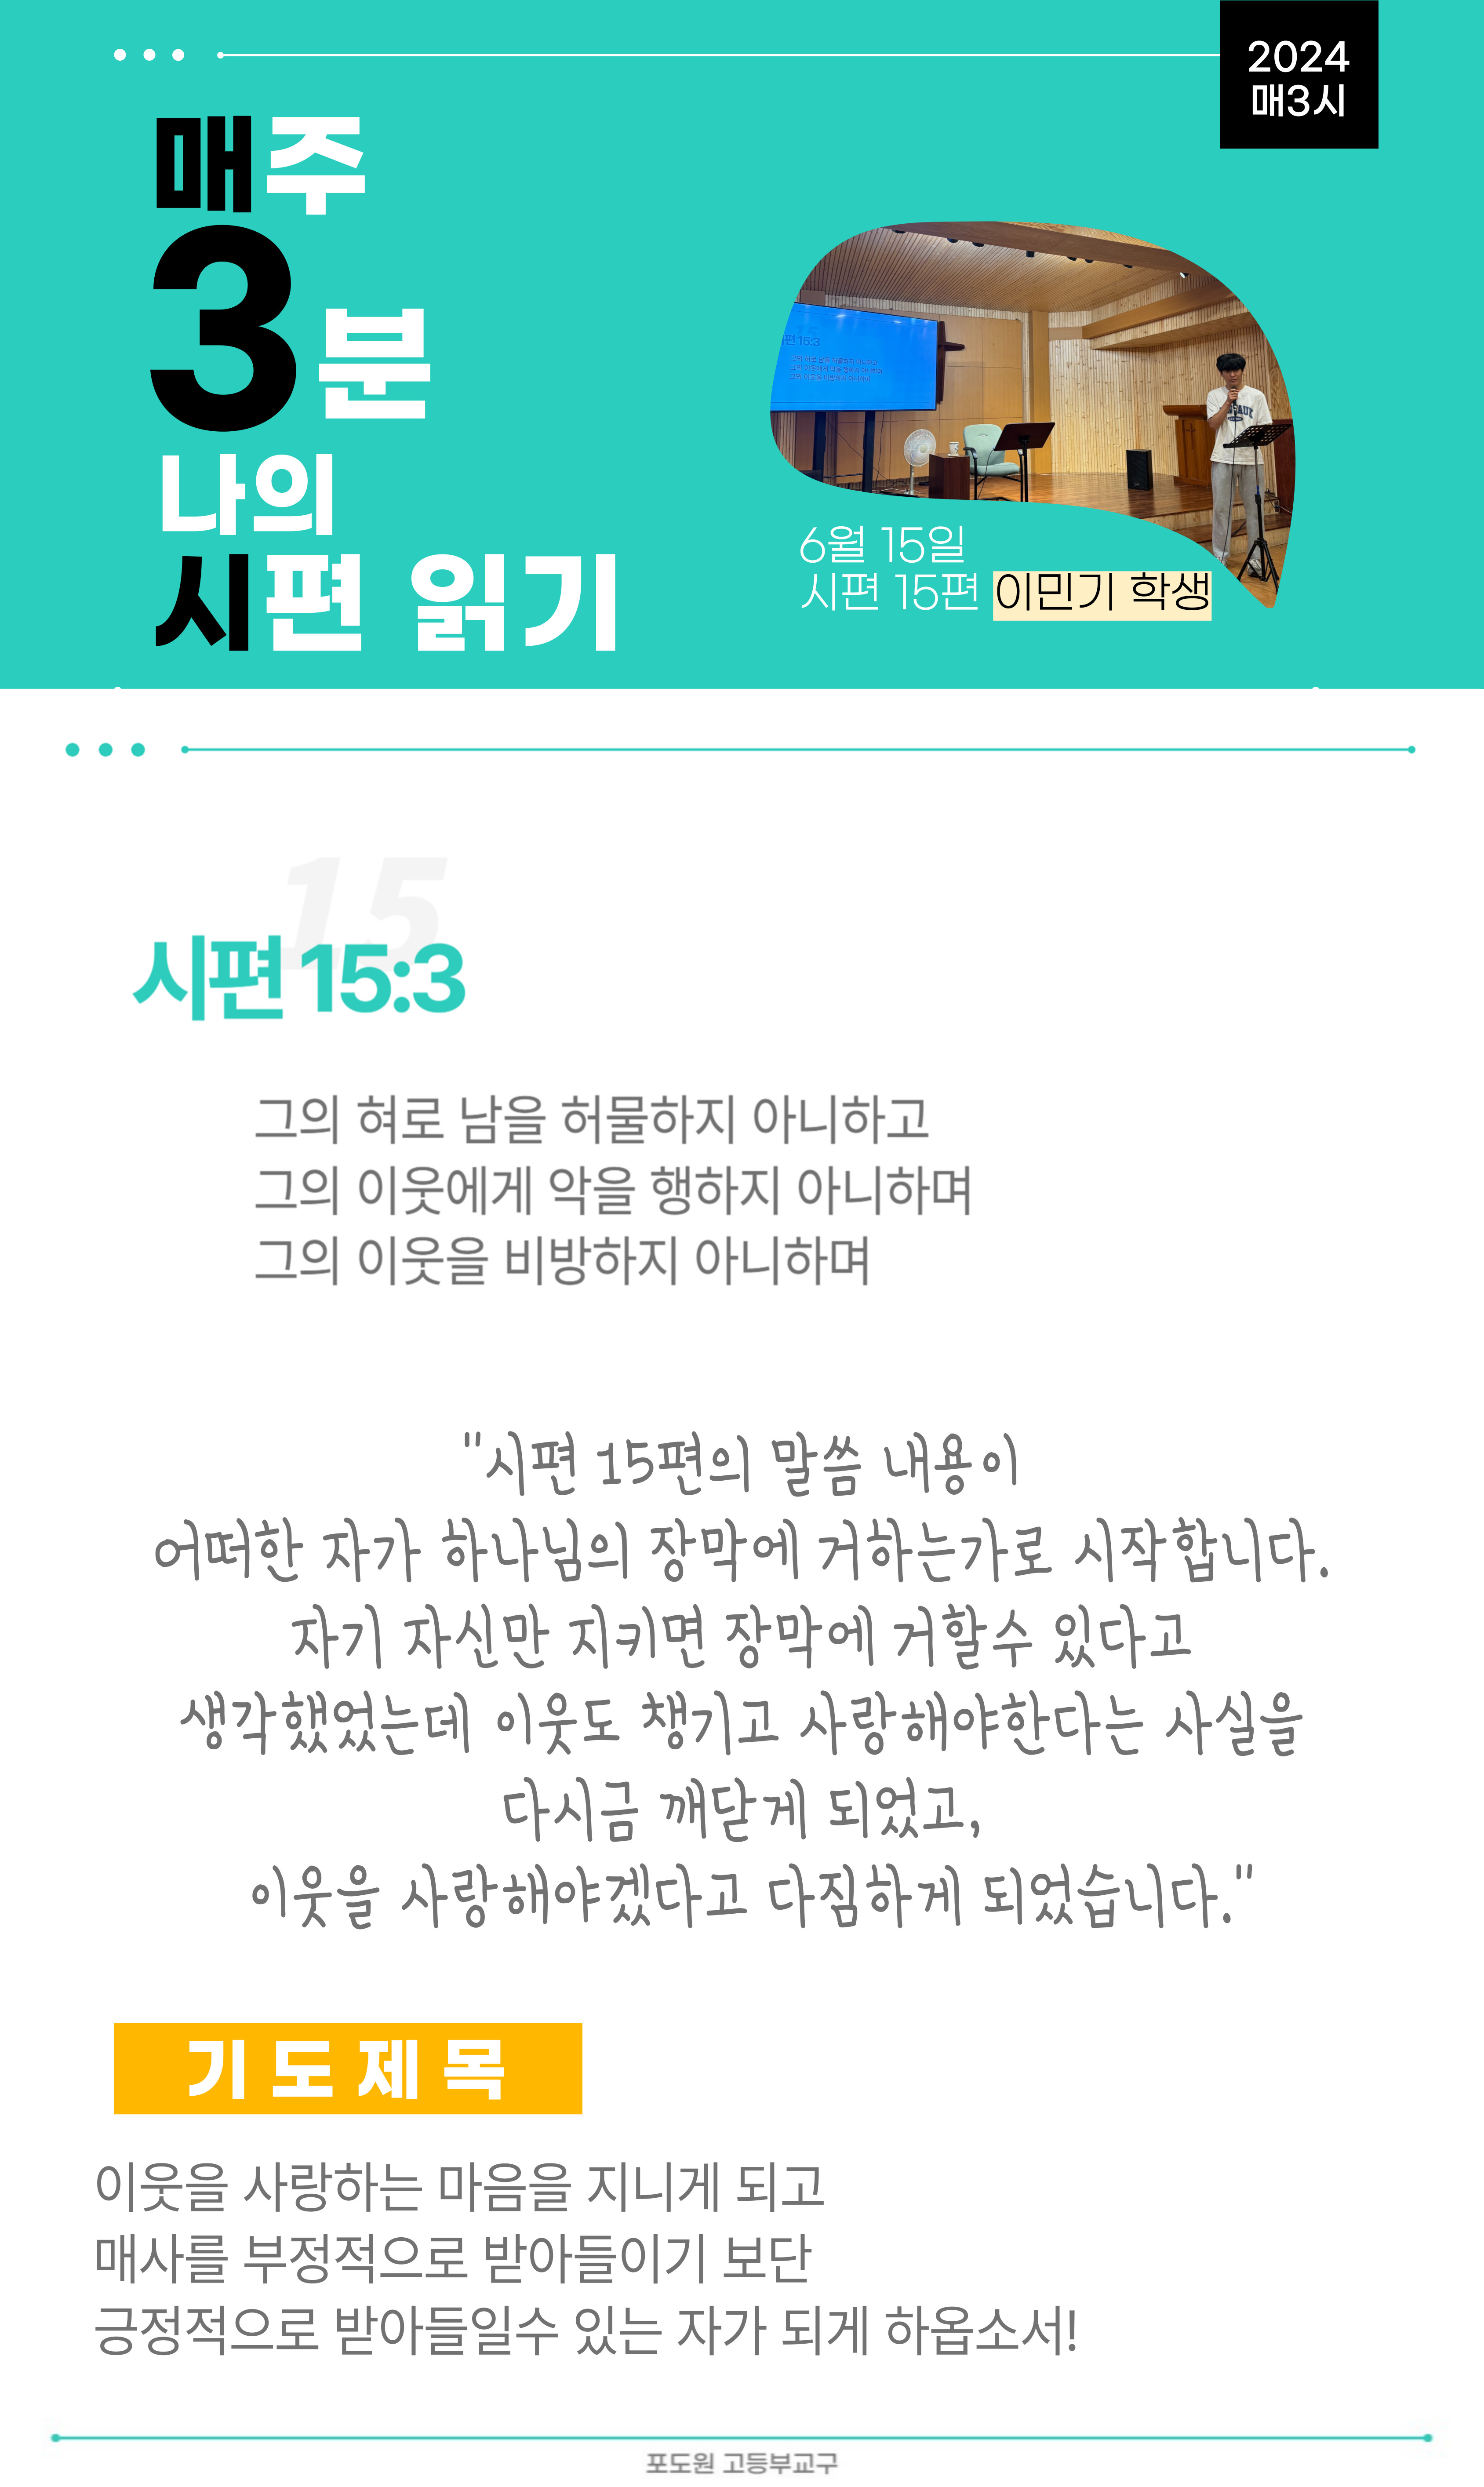 2024
매3시
매주
3분
나의
시편 읽기
편 15:3
6월 15일
시편 15편 이민기 학생
15
시편 15:3
그의 혀로 남을 허물하지 아니하고
그의 이웃에게 악을 행하지 아니하며
그의 이웃을 비방하지 아니하며
"시편 15편의 말씀 내용이
어떠한 자가 하나님의 장막에 거하는가로 시작합니다.
자기 자신만 지키면 장막에 거할수 있다고
생각했었는데 이웃도 챙기고 사랑해야한다는 사실을
다시금 깨닫게 되었고,
이웃을 사랑해야겠다고 다짐하게 되었습니다."
기도제목
이웃을 사랑하는 마음을 지니게 되고
매사를 부정적으로 받아들이기 보단
긍정적으로 받아들일수 있는 자가 되게 하옵소서!
포도원 고등부교구